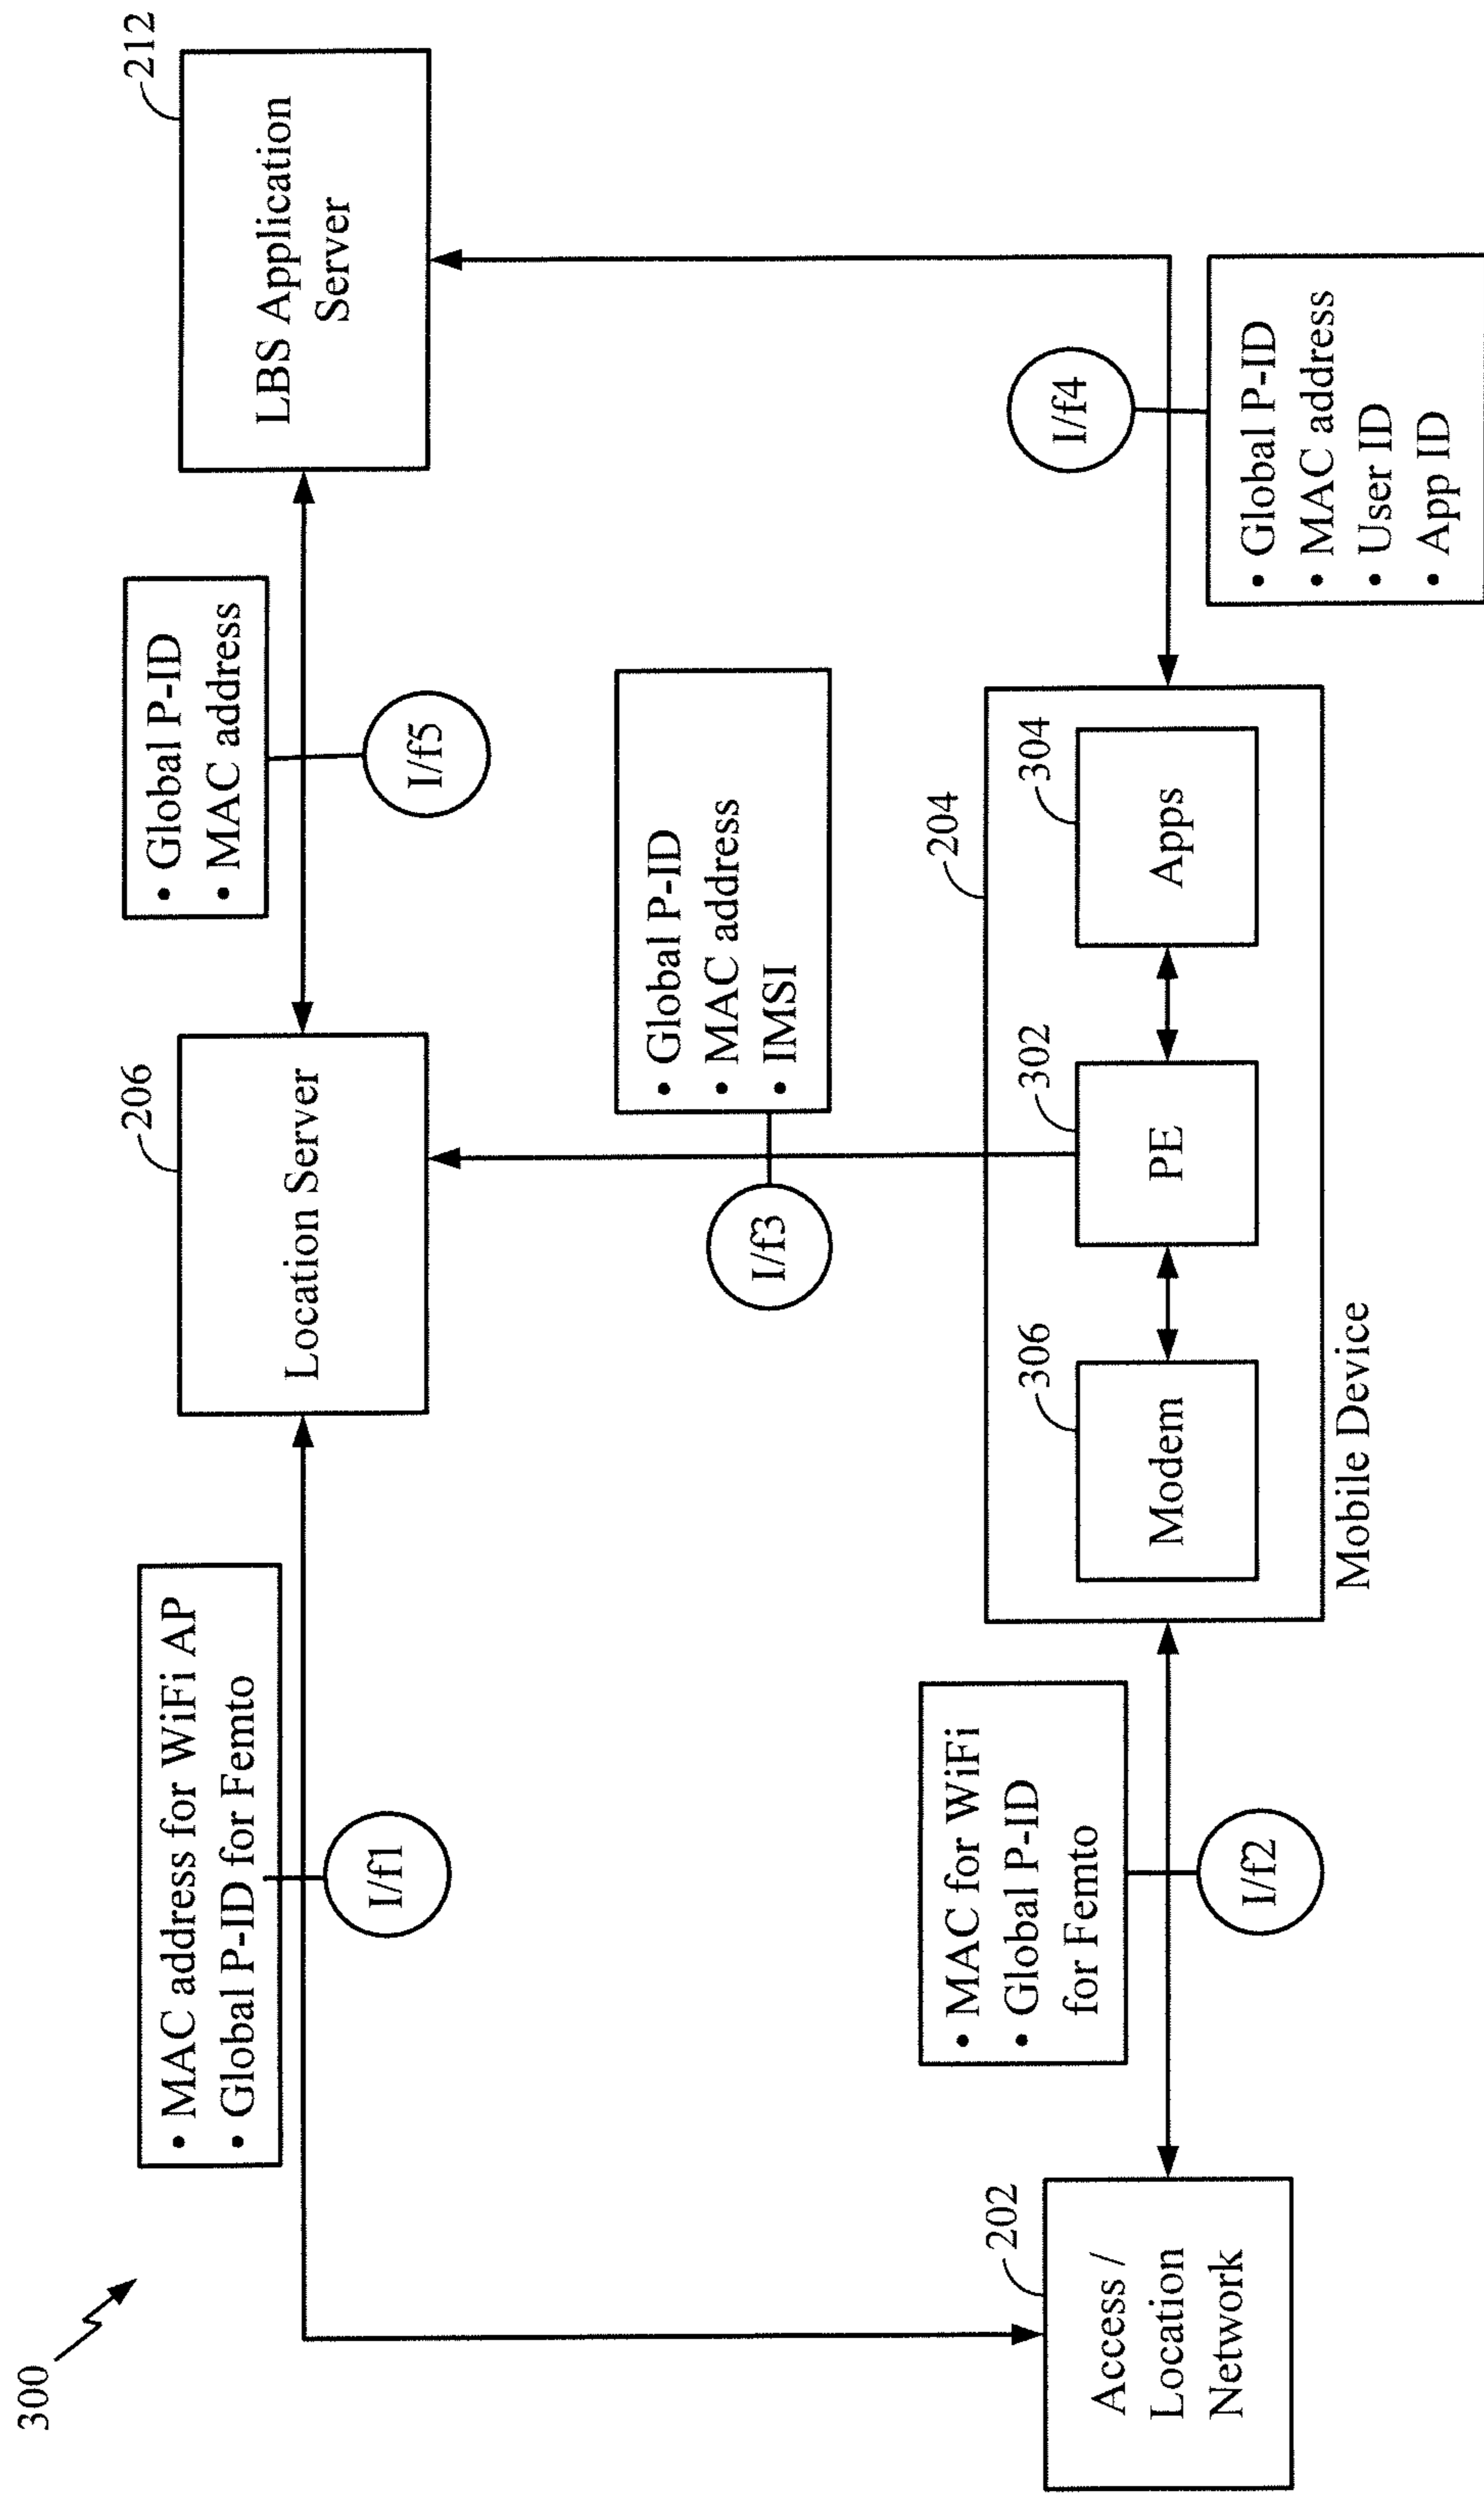 300
• MAC address for WiFi AP
• Global P-ID for Femto
I/f1
206
Location Server
• Global P-ID
• MAC address
I/f5
212
LBS Application
Server
• Global P-ID
• MAC address
• IMSI
I/f3
202
Access /
Location
Network
• MAC for WiFi
• Global P-ID
for Femto
I/f2
204
306
Modem
302
PE
304
Apps
Mobile Device
I/f4
• Global P-ID
• MAC address
• User ID
• App ID